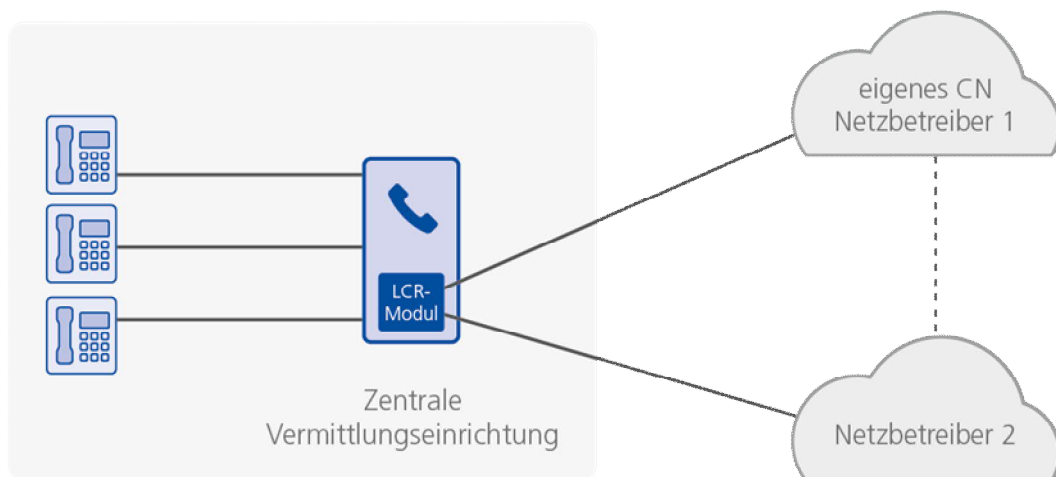 eigenes CN
Netzbetreiber 1
LCR-
Modul
Zentrale
Vermittlungseinrichtung
Netzbetreiber 2